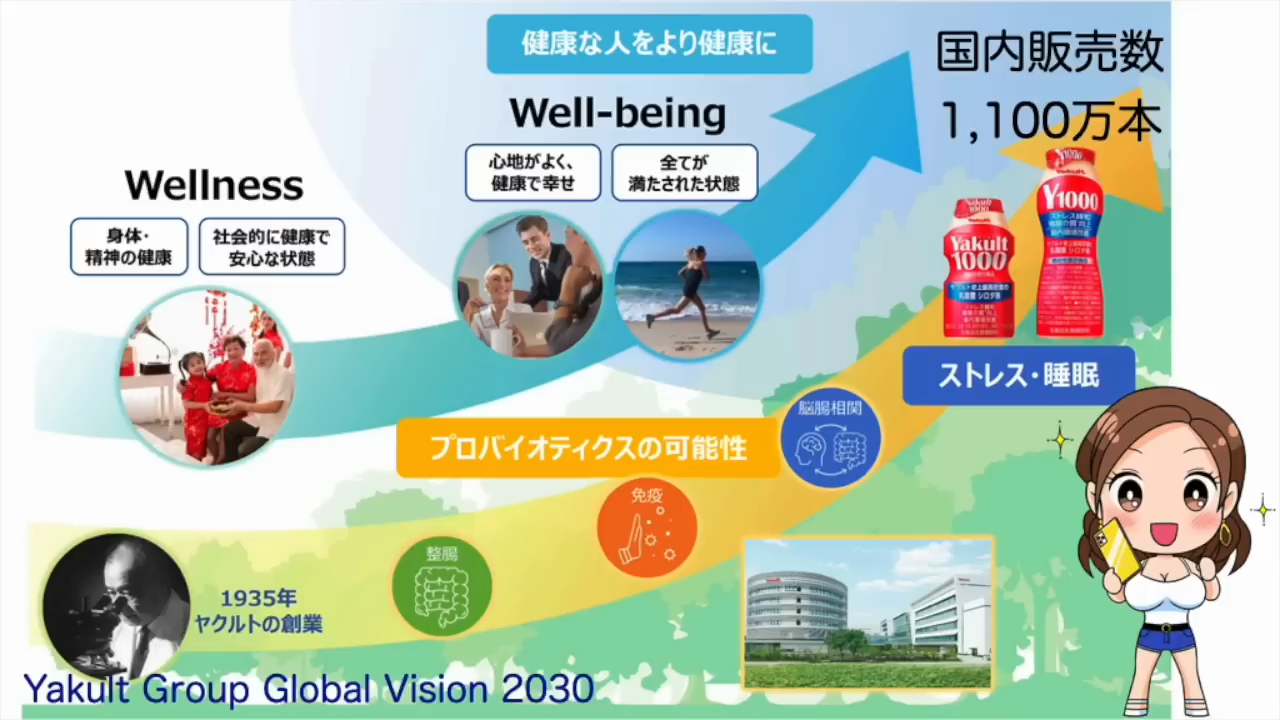 健康な人をより健康に
国内販売数
1,100万本
Well-being
心地がよく、
健康で幸せ
全てが
満たされた状態
Wellness
身体・
精神の健康
社会的に健康で
安心な状態
Yakult
1000
Y1000
ストレス・睡眠
脳腸相関
プロバイオティクスの可能性
免疫
整腸
1935年
ヤクルトの創業
Yakult Group Global Vision 2030